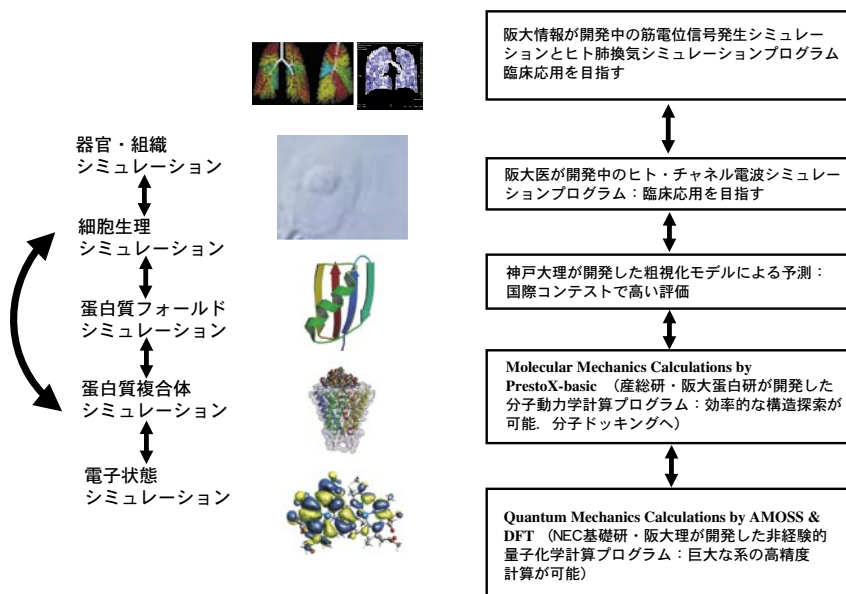 器官・組織
シミュレーション
細胞生理
シミュレーション
蛋白質フォールド
シミュレーション
蛋白質複合体
シミュレーション
電子状態
シミュレーション
阪大情報が開発中の筋電位信号発生シミュレー
ションとヒト肺換気シミュレーションプログラム
臨床応用を目指す
阪大医が開発中のヒト・チャネル電波シミュレー
ションプログラム：臨床応用を目指す
神戸大理が開発した粗視化モデルによる予測：
国際コンテストで高い評価
Molecular Mechanics Calculations by
PrestoX-basic （産総研・阪大蛋白研が開発した
分子動力学計算プログラム：効率的な構造探索が
可能．分子ドッキングへ）
Quantum Mechanics Calculations by AMOSS &
DFT （NEC基礎研・阪大理が開発した非経験的
量子化学計算プログラム：巨大な系の高精度
計算が可能）